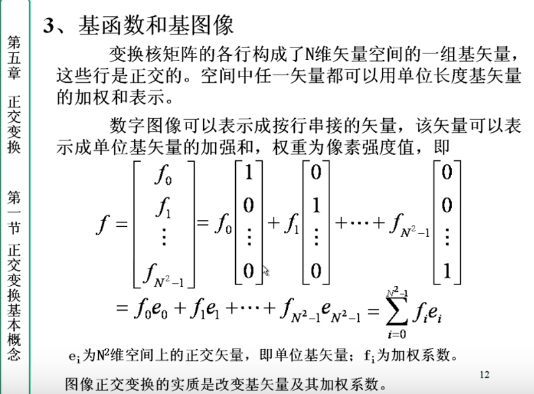 第五章 正交变换 第一节 正交变换基本概念
3、基函数和基图像
变换核矩阵的各行构成了N维矢量空间的一组基矢量，
这些行是正交的。空间中任一矢量都可以用单位长度基矢量
的加权和表示。
数字图像可以表示成按行串接的矢量，该矢量可以表
示成单位基矢量的加强和，权重为像素强度值，即
f = [f₀ f₁ ⋮ f_{N²-1}] = f₀ [1 0 ⋮ 0] + f₁ [0 1 ⋮ 0] + ⋯ + f_{N²-1} [0 0 ⋮ 1]
= f₀e₀ + f₁e₁ + ⋯ + f_{N²-1}e_{N²-1} = ∑_{i=0}^{N²-1} fᵢeᵢ
eᵢ为N²维空间上的正交矢量，即单位基矢量；fᵢ为加权系数。
图像正交变换的实质是改变基矢量及其加权系数。
12